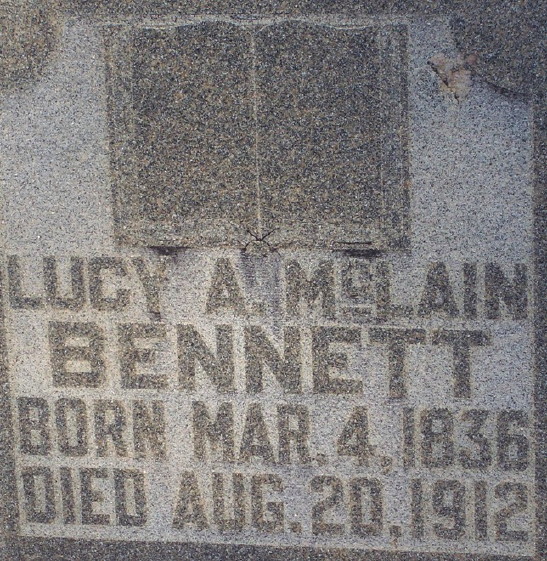 LUCY A. McLAIN
BENNETT
BORN MAR. 4, 1836
DIED AUG. 20, 1912